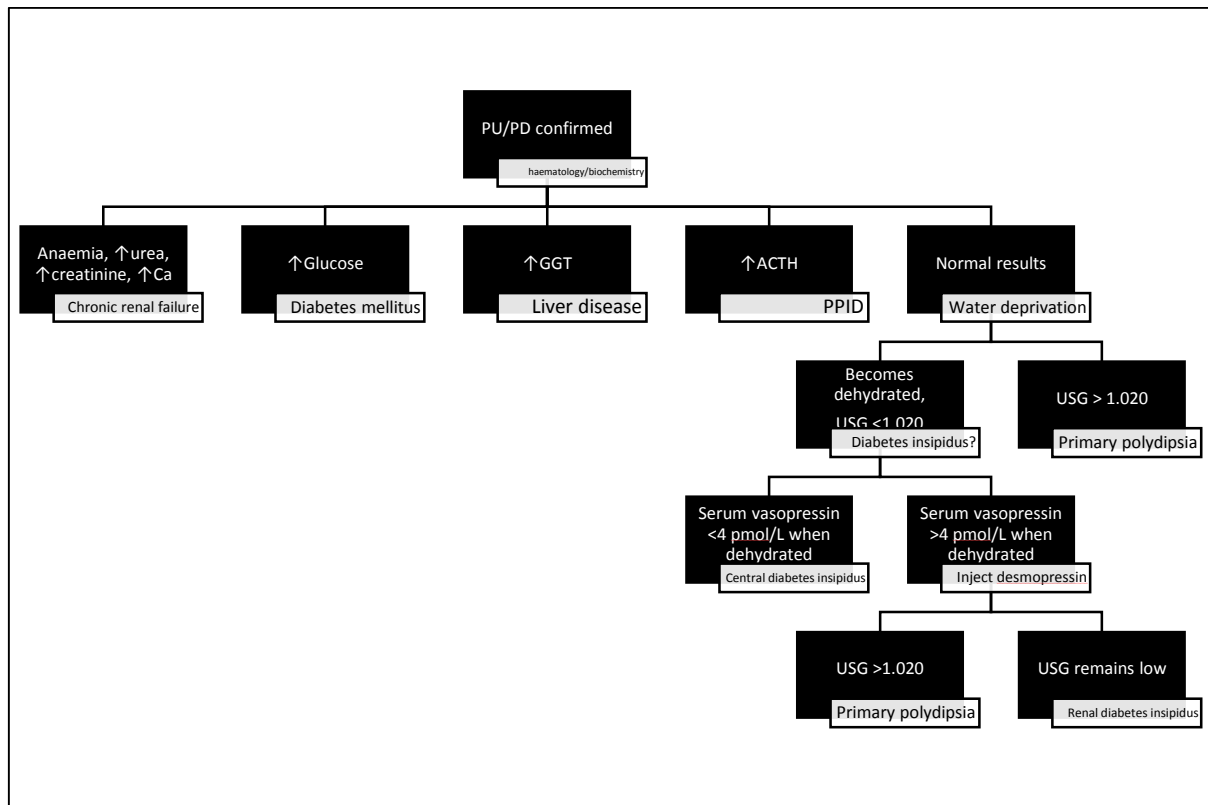 PU/PD confirmed
haematology/biochemistry
Anaemia, ↑urea,
↑creatinine, ↑Ca
Chronic renal failure
↑Glucose
Diabetes mellitus
↑GGT
Liver disease
↑ACTH
PPID
Normal results
Water deprivation
Becomes
dehydrated,
USG <1.020
Diabetes insipidus?
USG > 1.020
Primary polydipsia
Serum vasopressin
<4 pmol/L when
dehydrated
Central diabetes insipidus
Serum vasopressin
>4 pmol/L when
dehydrated
Inject desmopressin
USG >1.020
Primary polydipsia
USG remains low
Renal diabetes insipidus